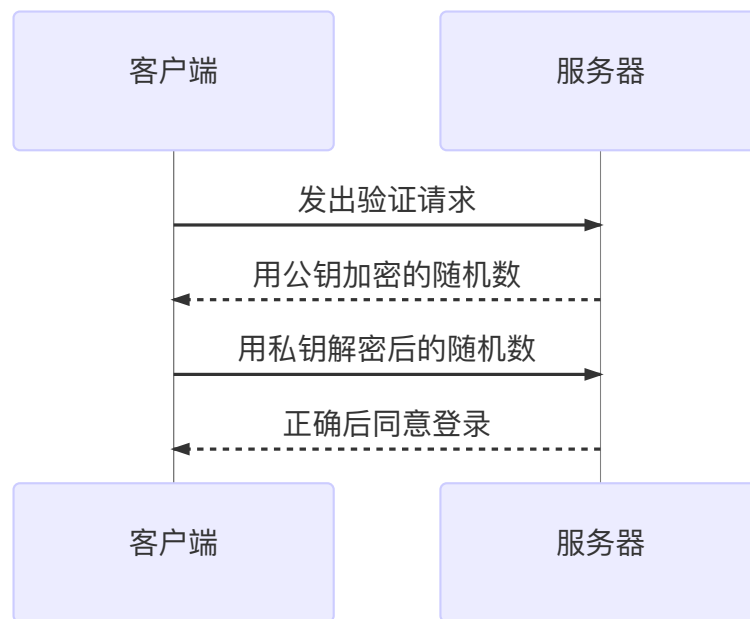 客户端
服务器
发出验证请求
用公钥加密的随机数
用私钥解密后的随机数
正确后同意登录
客户端
服务器